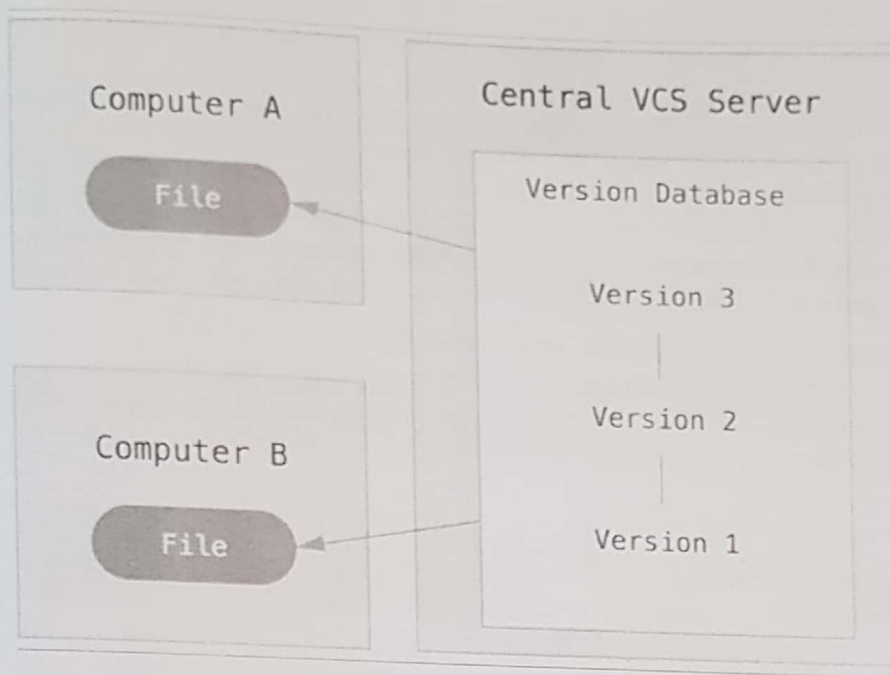 Computer A
File
Computer B
File
Central VCS Server
Version Database
Version 3
Version 2
Version 1